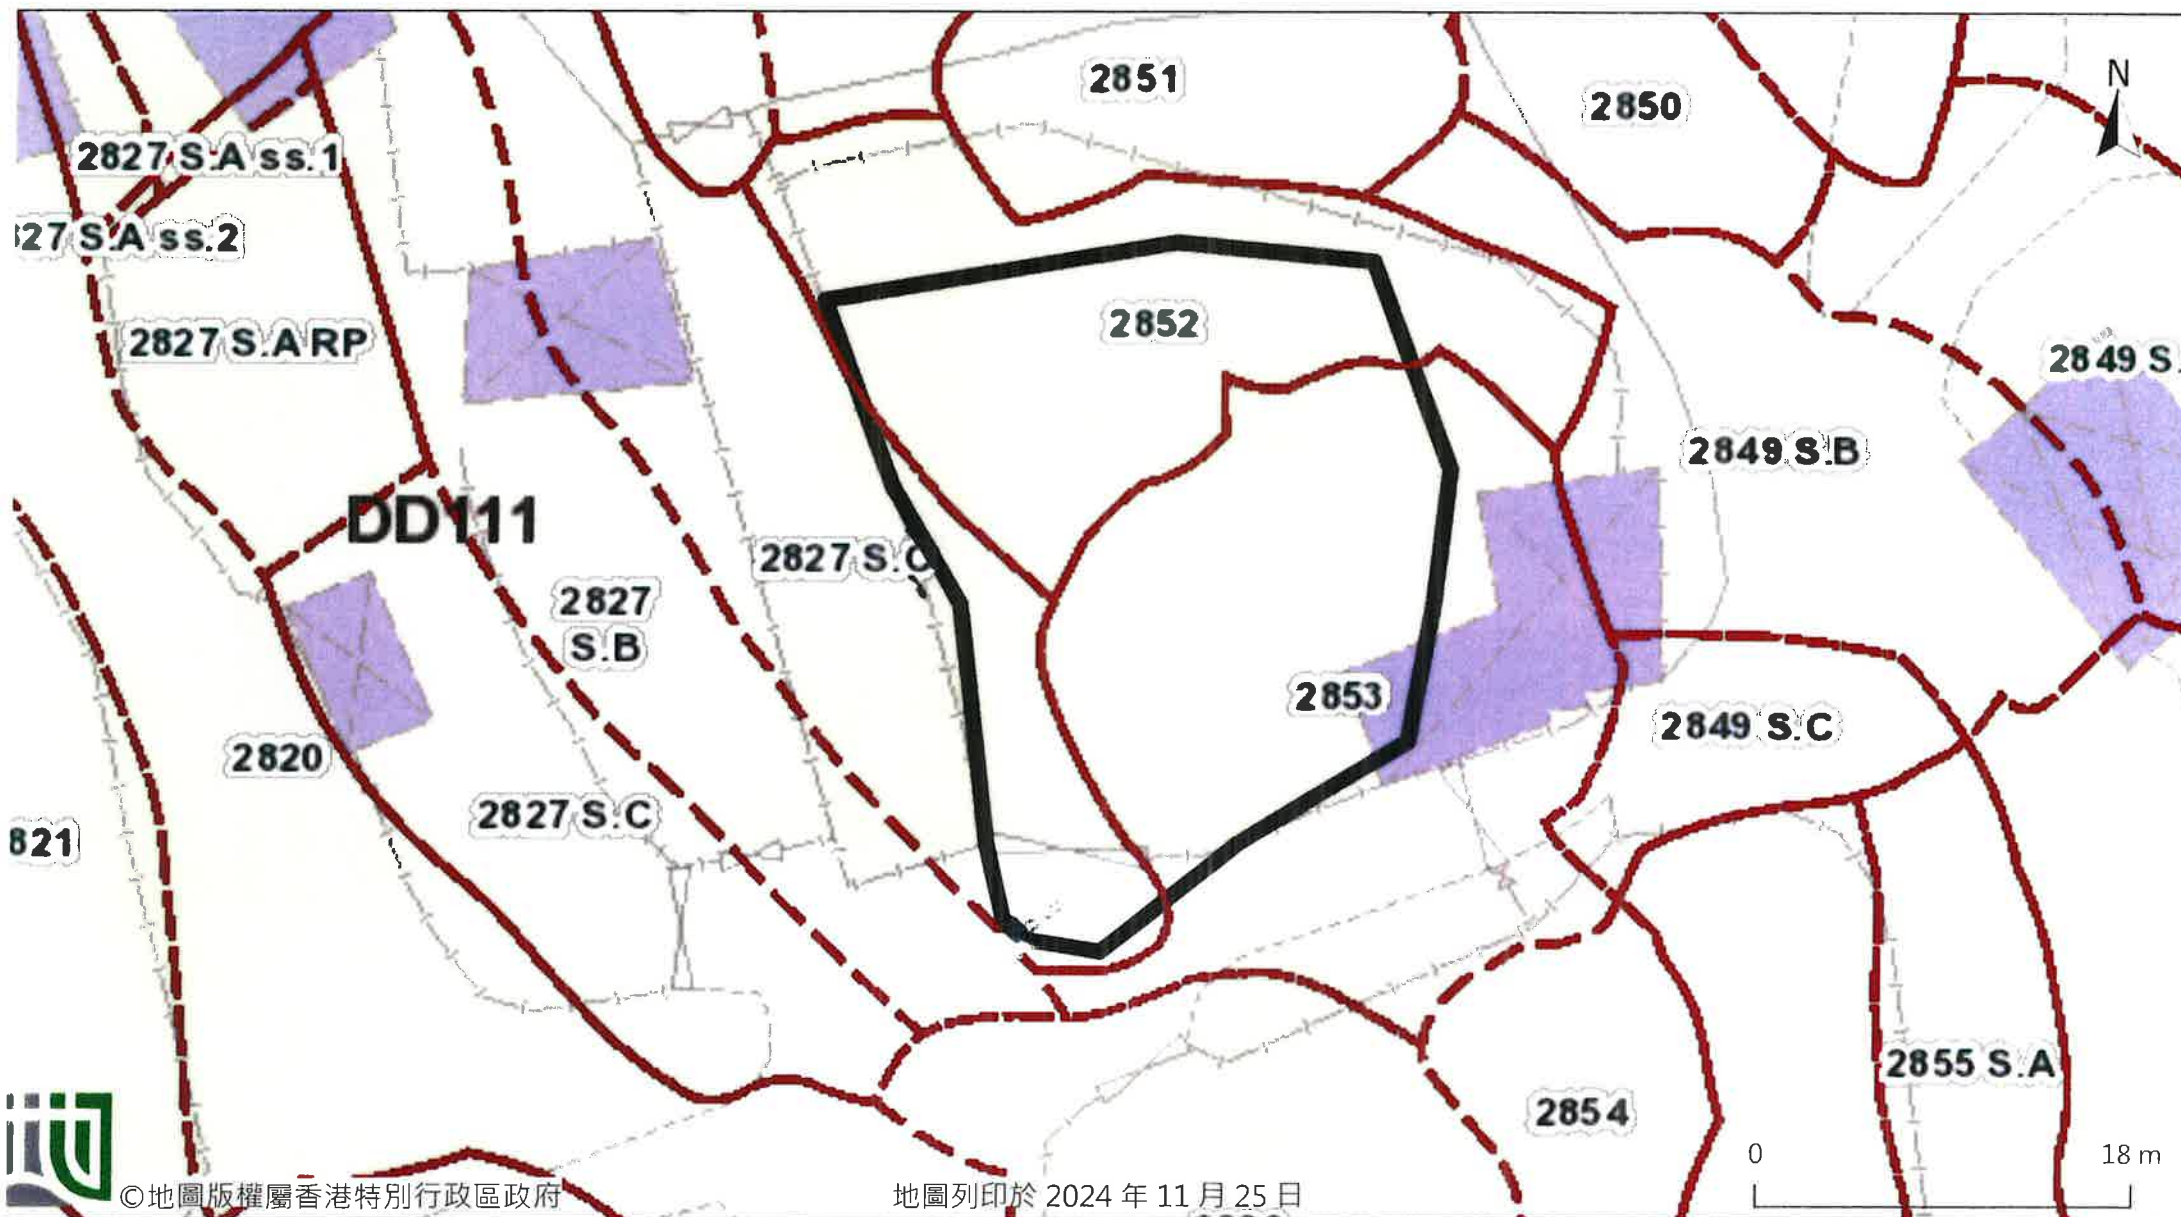 2851
2850
N
2827 S.A ss.1
327 S.A ss.2
2852
2827 S.A RP
2849 S.
2849 S.B
DD111
2827 S.C
2827
S.B
2853
2849 S.C
2820
2827 S.C
821
2855 S.A
2854
0 18 m
©地圖版權屬香港特別行政區政府
地圖列印於 2024 年 11 月 25 日